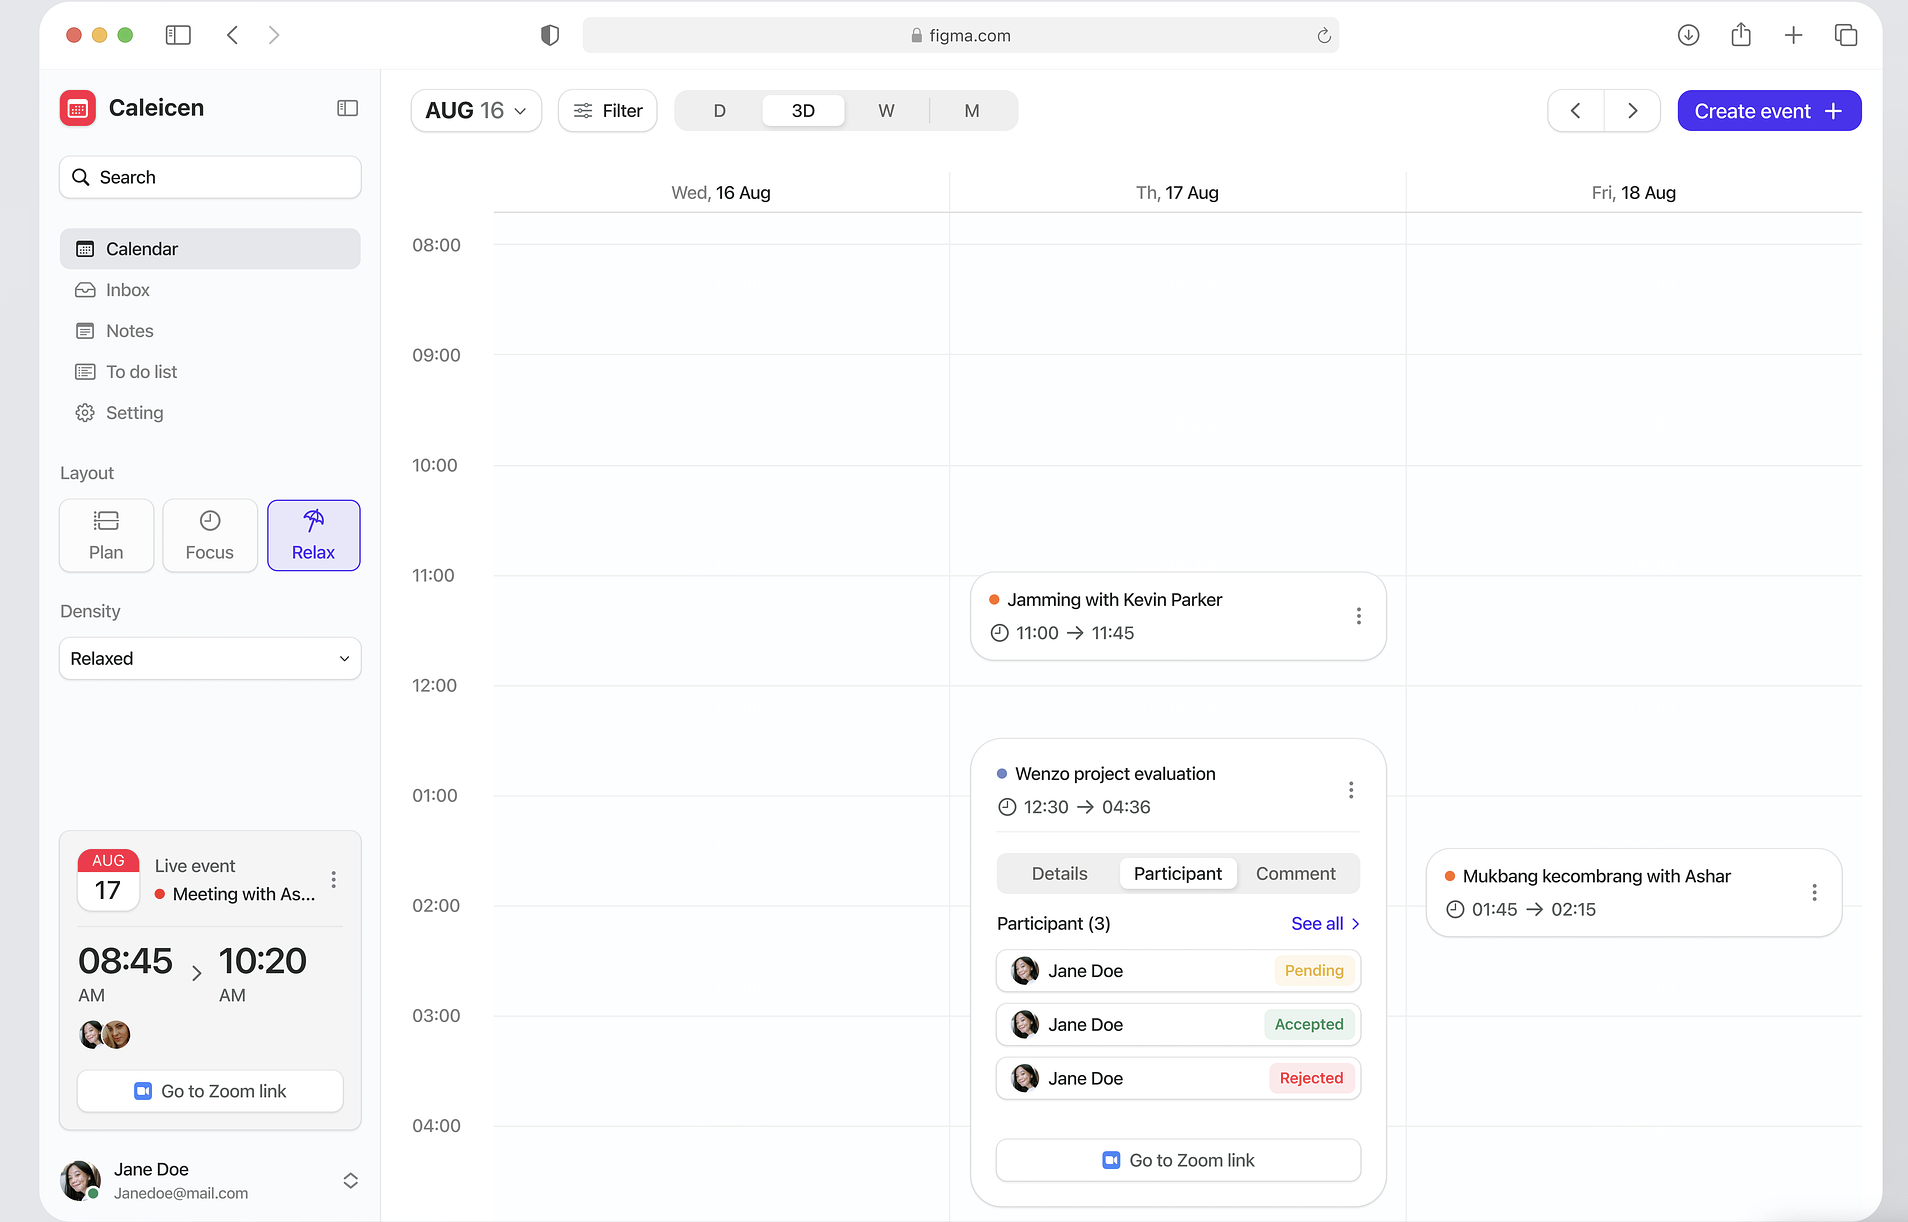 figma.com
Caleicen
Search
Calendar
Inbox
Notes
To do list
Setting
Layout
Plan
Focus
Relax
Density
Relaxed
AUG
17
Live event
Meeting with As...
08:45
AM
10:20
AM
Go to Zoom link
Jane Doe
Janedoe@mail.com
AUG 16
Filter
D
3D
W
M
Create event
Wed, 16 Aug
Th, 17 Aug
Fri, 18 Aug
08:00
09:00
10:00
11:00
12:00
01:00
02:00
03:00
04:00
Jamming with Kevin Parker
11:00 → 11:45
Wenzo project evaluation
12:30 → 04:36
Details
Participant
Comment
Participant (3)
See all
Jane Doe
Pending
Jane Doe
Accepted
Jane Doe
Rejected
Go to Zoom link
Mukbang kecombrang with Ashar
01:45 → 02:15